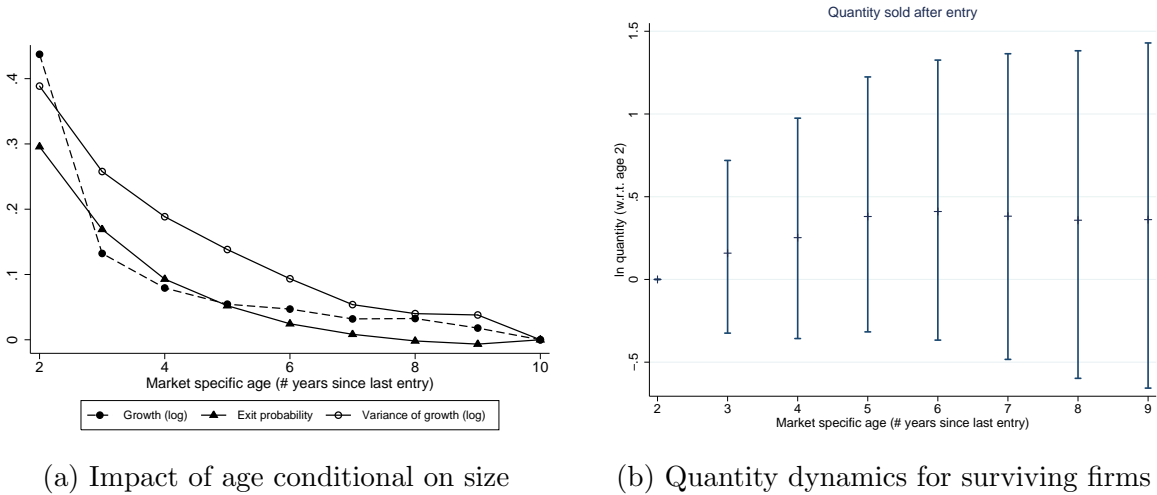 .4
.3
.2
.1
0
2
4
6
8
10
Market specific age (# years since last entry)
Growth (log)
Exit probability
Variance of growth (log)
(a) Impact of age conditional on size
Quantity sold after entry
ln quantity (w.r.t. age 2)
1.5
1
.5
0
-.5
2
3
4
5
6
7
8
9
Market specific age (# years since last entry)
(b) Quantity dynamics for surviving firms